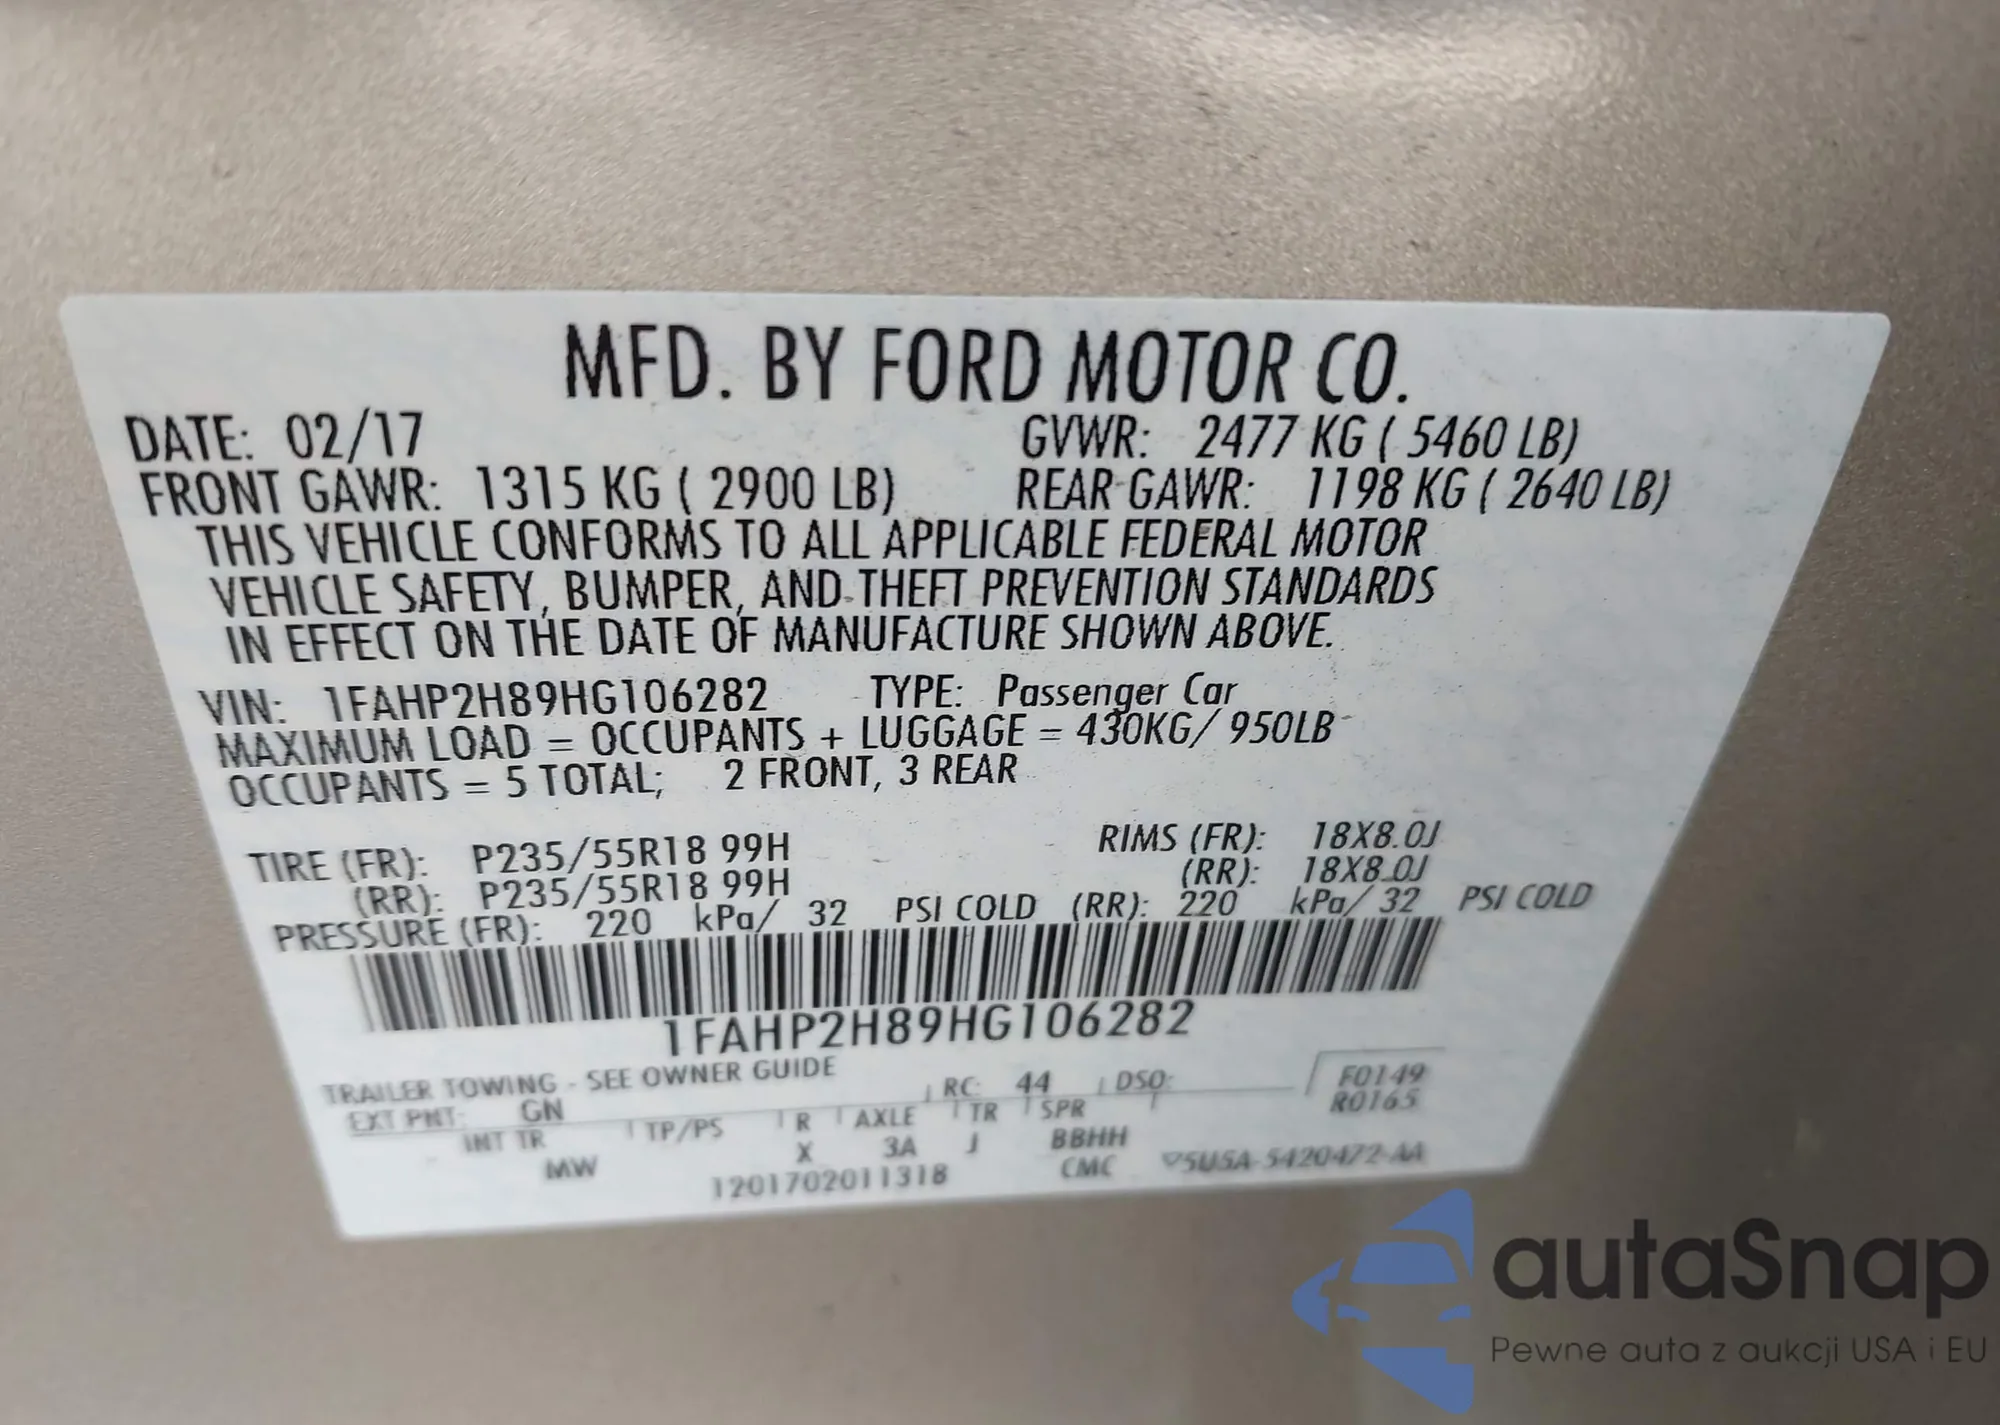 MFD. BY FORD MOTOR CO.
DATE: 02/17 GVWR: 2477 KG ( 5460 LB)
FRONT GAWR: 1315 KG ( 2900 LB) REAR GAWR: 1198 KG ( 2640 LB)
THIS VEHICLE CONFORMS TO ALL APPLICABLE FEDERAL MOTOR
VEHICLE SAFETY, BUMPER, AND THEFT PREVENTION STANDARDS
IN EFFECT ON THE DATE OF MANUFACTURE SHOWN ABOVE.
VIN: 1FAHP2H89HG106282 TYPE: Passenger Car
MAXIMUM LOAD = OCCUPANTS + LUGGAGE = 430KG/ 950LB
OCCUPANTS = 5 TOTAL; 2 FRONT, 3 REAR
TIRE (FR): P235/55R18 99H RIMS (FR): 18X8.0J
(RR): P235/55R18 99H (RR): 18X8.0J
PRESSURE (FR): 220 kPa/ 32 PSI COLD (RR): 220 kPa/ 32 PSI COLD
1FAHP2H89HG106282
TRAILER TOWING - SEE OWNER GUIDE
EXT PNT: GN RC: 44 DSO: F0149
R0165
INT TR TP/PS R AXLE TR SPR
MW X 3A J BBHH
1201702011318 CMC 5U5A-5420472-AA
autaSnap
Pewne auta z aukcji USA i EU